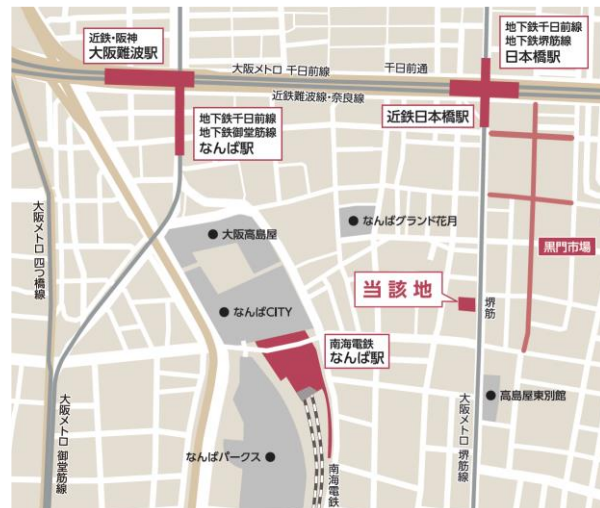 近鉄・阪神
大阪難波駅
大阪メトロ 千日前線
千日前通
近鉄難波線・奈良線
地下鉄千日前線
地下鉄堺筋線
日本橋駅
近鉄日本橋駅
地下鉄千日前線
地下鉄御堂筋線
なんば駅
大阪メトロ 四つ橋線
大阪高島屋
なんばグランド花月
黒門市場
当該地
堺筋
なんばCITY
南海電鉄
なんば駅
高島屋東別館
大阪メトロ 御堂筋線
なんばパークス
南海電鉄
大阪メトロ 堺筋線